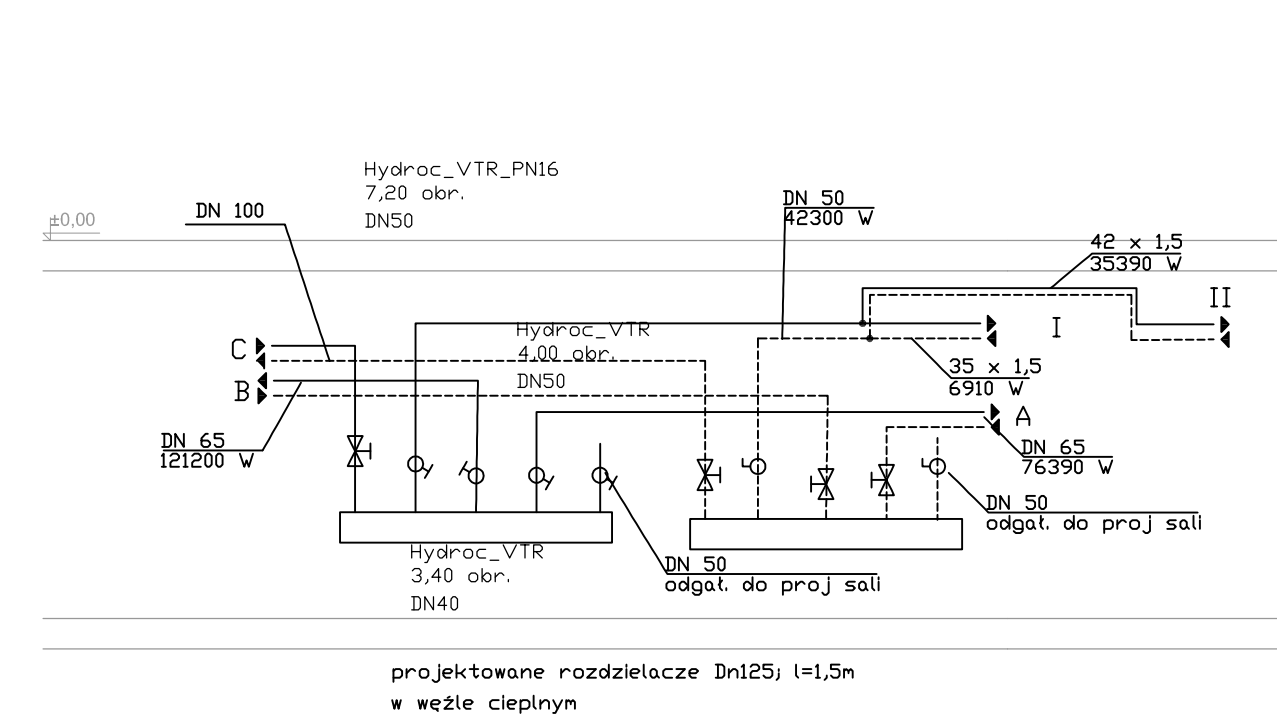 Hydroc_VTR_PN16
7,20 obr.
DN50
±0,00
DN 100
DN 50
42300 W
42 x 1,5
35390 W
II
I
Hydroc_VTR
4,00 obr.
DN50
C
B
35 x 1,5
6910 W
A
DN 65
121200 W
DN 65
76390 W
DN 50
odgał. do proj sali
Hydroc_VTR
3,40 obr.
DN40
DN 50
odgał. do proj sali
projektowane rozdzielacze Dn125; l=1,5m
w węźle cieplnym